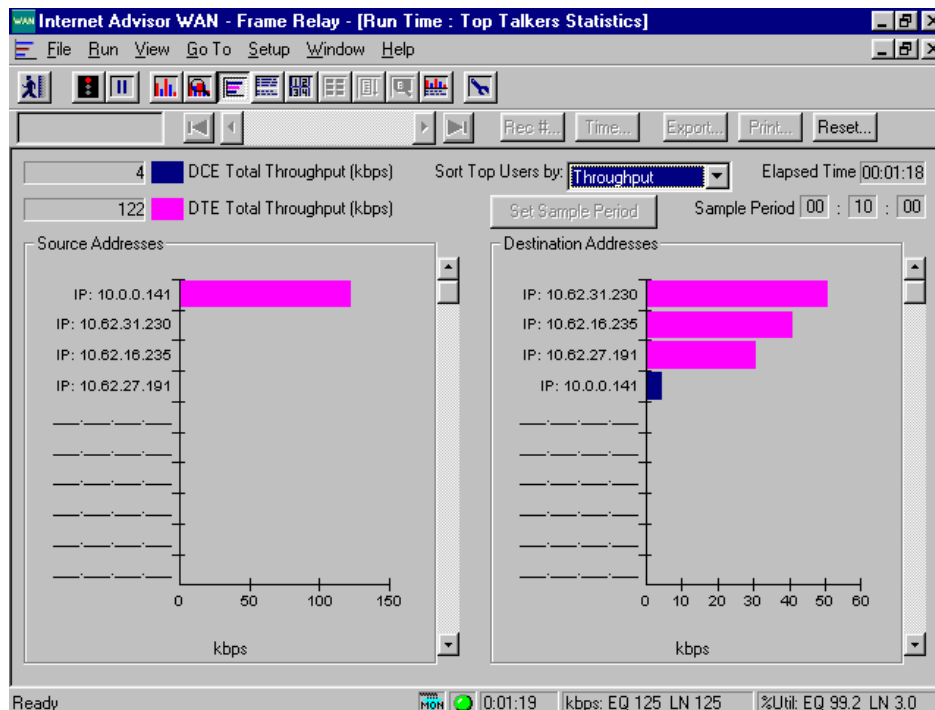 WAN Internet Advisor WAN - Frame Relay - [Run Time : Top Talkers Statistics]
File Run View Go To Setup Window Help
Rec #... Time... Export... Print... Reset...
4 DCE Total Throughput (kbps) Sort Top Users by: Throughput Elapsed Time 00:01:18
122 DTE Total Throughput (kbps) Set Sample Period Sample Period 00 : 10 : 00
Source Addresses
IP: 10.0.0.141
IP: 10.62.31.230
IP: 10.62.16.235
IP: 10.62.27.191
0 50 100 150
kbps
Destination Addresses
IP: 10.62.31.230
IP: 10.62.16.235
IP: 10.62.27.191
IP: 10.0.0.141
0 10 20 30 40 50 60
kbps
Ready MON 0:01:19 kbps: EQ 125 LN 125 %Util: EQ 99.2 LN 3.0